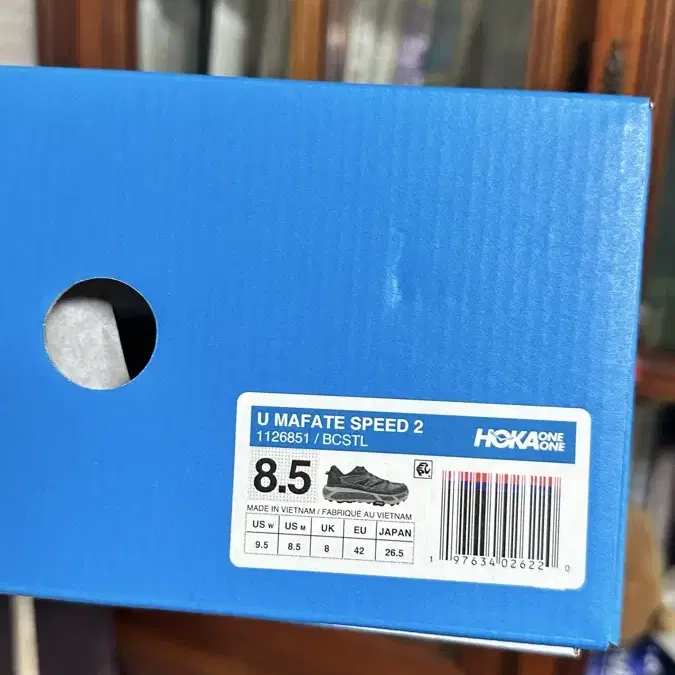 U MAFATE SPEED 2
1126851 / BCSTL
HOKA ONE ONE
8.5
MADE IN VIETNAM / FABRIQUÉ AU VIETNAM
US W US M UK EU JAPAN
9.5 8.5 8 42 26.5
1 97634 02622 0